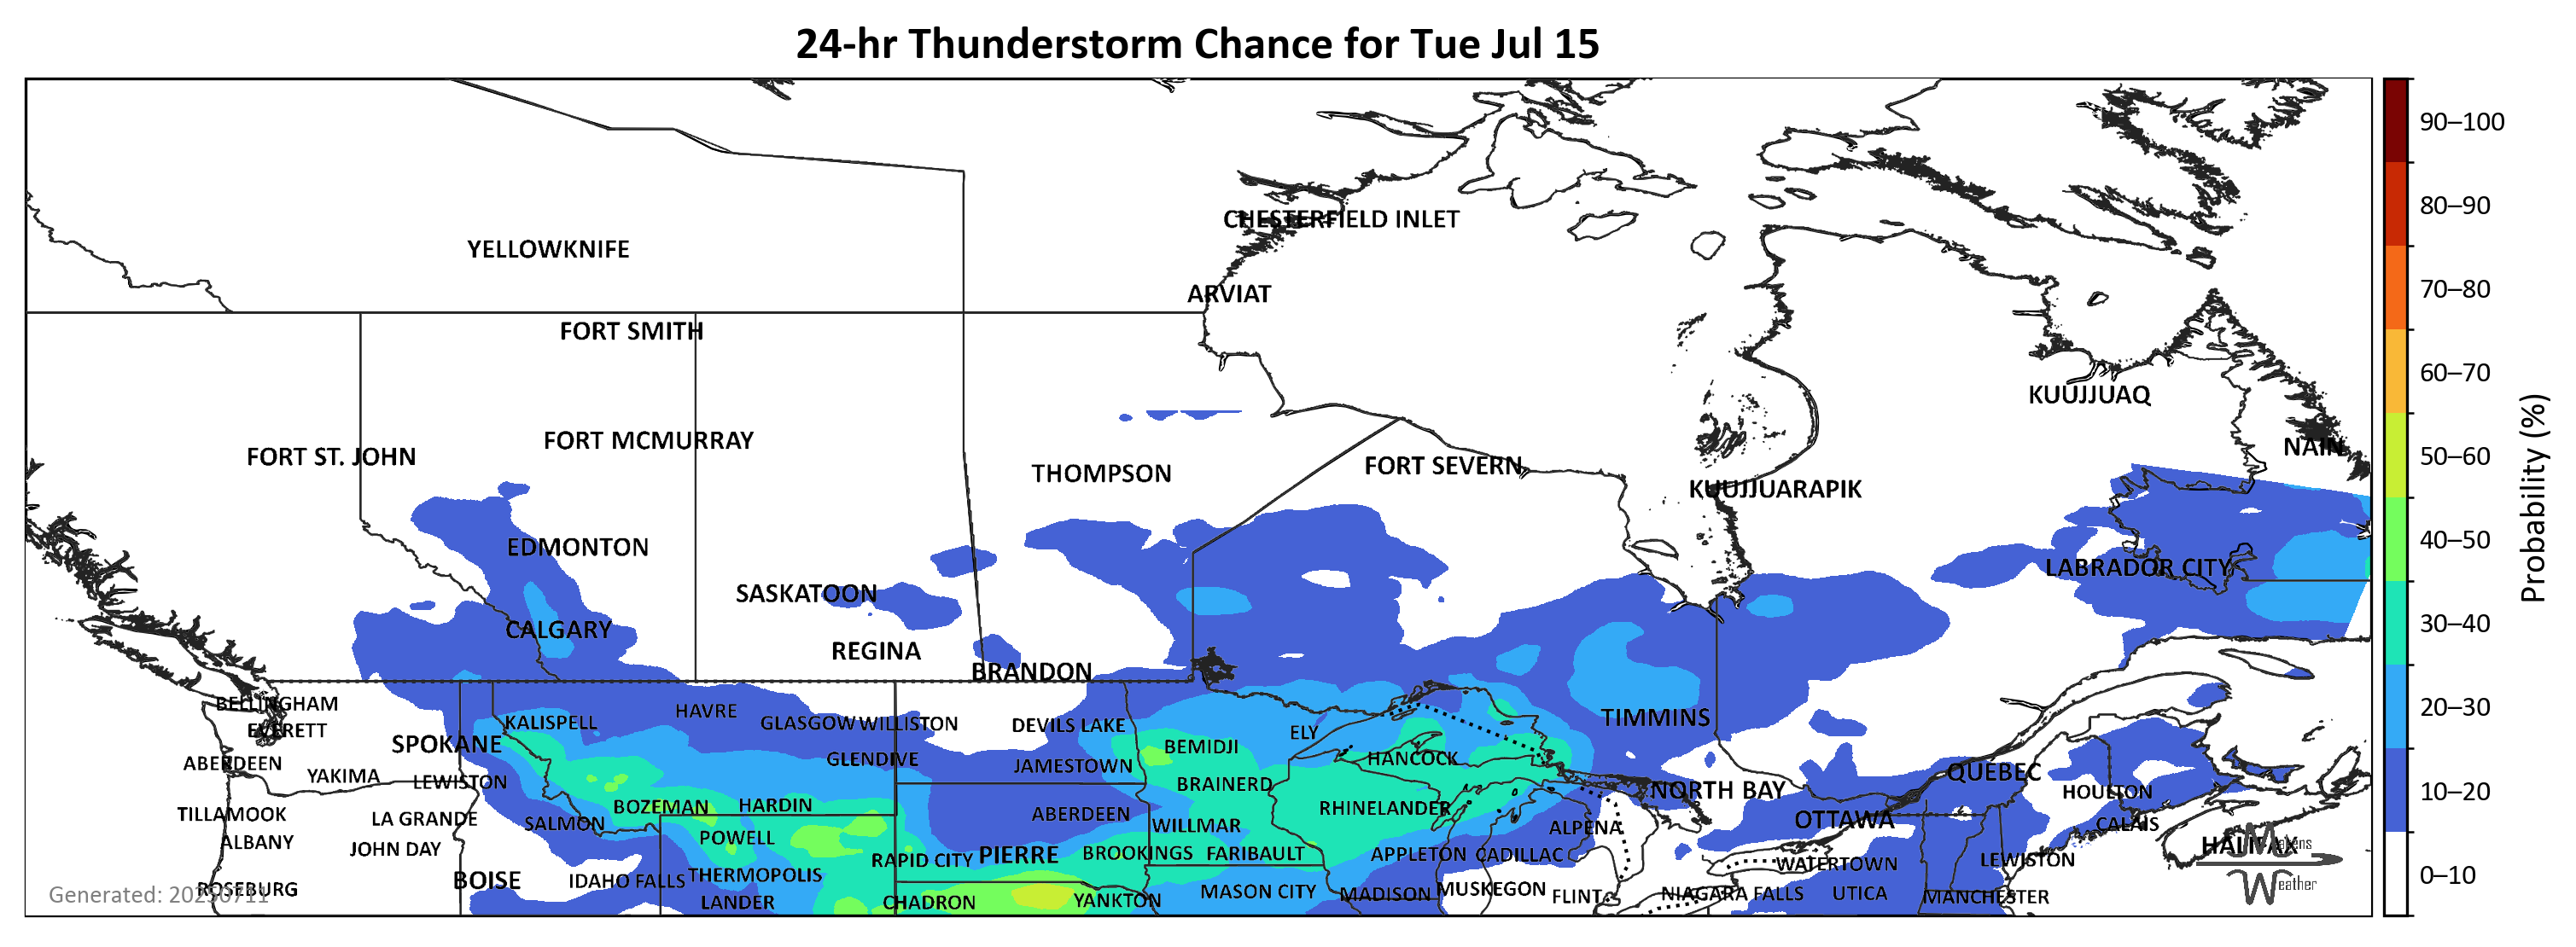 24-hr Thunderstorm Chance for Tue Jul 15
90–100
80–90
CHESTERFIELD INLET
YELLOWKNIFE
70–80
ARVIAT
FORT SMITH
60–70
KUUJJUAQ
50–60
FORT MCMURRAY
NAIN
FORT ST. JOHN
FORT SEVERN
THOMPSON
KUUJJUARAPIK
Probability (%)
40–50
EDMONTON
LABRADOR CITY
SASKATOON
30–40
CALGARY
REGINA
BRANDON
BELLINGHAM
20–30
KALISPELL
HAVRE
GLASGOW
WILLISTON
DEVILS LAKE
TIMMINS
EVERETT
ELY
SPOKANE
BEMIDJI
ABERDEEN
GLENDIVE
HANCOCK
JAMESTOWN
YAKIMA
QUEBEC
LEWISTON
BRAINERD
NORTH BAY
HOULTON
10–20
BOZEMAN
HARDIN
RHINELANDER
TILLAMOOK
ABERDEEN
LA GRANDE
OTTAWA
SALMON
WILLMAR
ALPENA
CALAIS
POWELL
ALBANY
HALIFAX
Makens
JOHN DAY
BROOKINGS
FARIBAULT
APPLETON
CADILLAC
PIERRE
RAPID CITY
LEWISTON
WATERTOWN
0–10
THERMOPOLIS
BOISE
IDAHO FALLS
Weather
ROSEBURG
MUSKEGON
MASON CITY
MADISON
NIAGARA FALLS
UTICA
Generated: 20250711
FLINT
MANCHESTER
LANDER
CHADRON
YANKTON